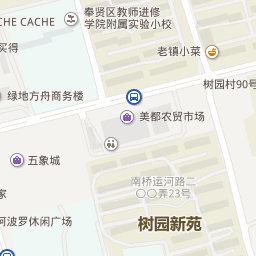 CHE CACHE
奉贤区教师进修
学院附属实验小校
买得
老镇小菜
树园村90号
绿地方舟商务楼
美都农贸市场
五象城
南桥运河路二
〇〇弄23号
家
阿波罗休闲广场
树园新苑